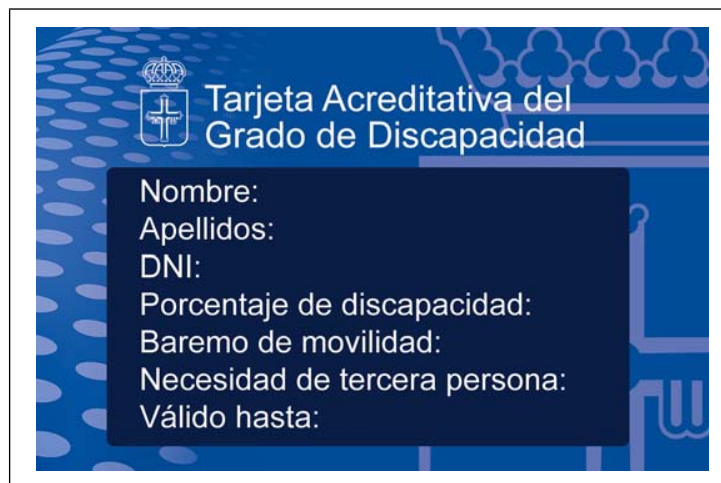 Tarjeta Acreditativa del
Grado de Discapacidad
Nombre:
Apellidos:
DNI:
Porcentaje de discapacidad:
Baremo de movilidad:
Necesidad de tercera persona:
Válido hasta: